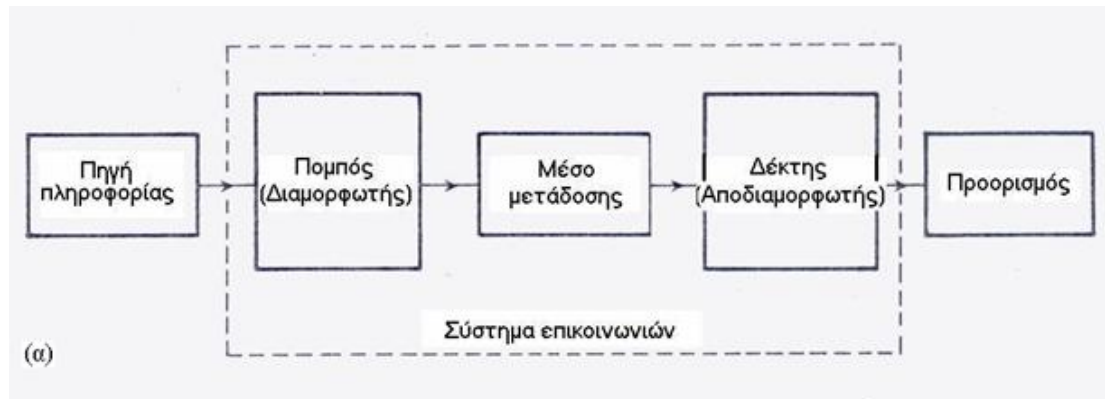 Πηγή
πληροφορίας
Πομπός
(Διαμορφωτής)
Μέσο
μετάδοσης
Δέκτης
(Αποδιαμορφωτής)
Προορισμός
Σύστημα επικοινωνιών
(α)